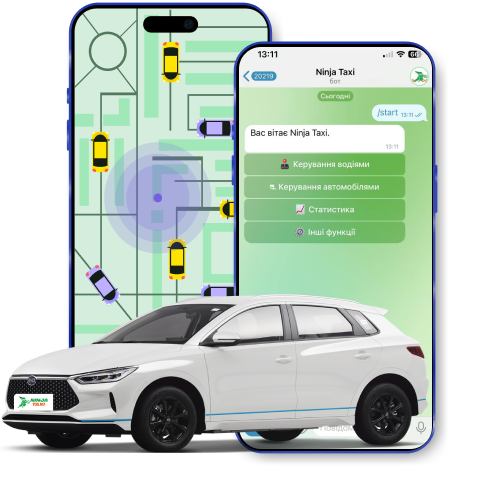 13:11
66
20219
Ninja Taxi
бот
Сьогодні
/start 13:11
Вас вітає Ninja Taxi.
13:11
Керування водіями
Керування автомобілями
Статистика
Інші функції
NINJA
TAXI